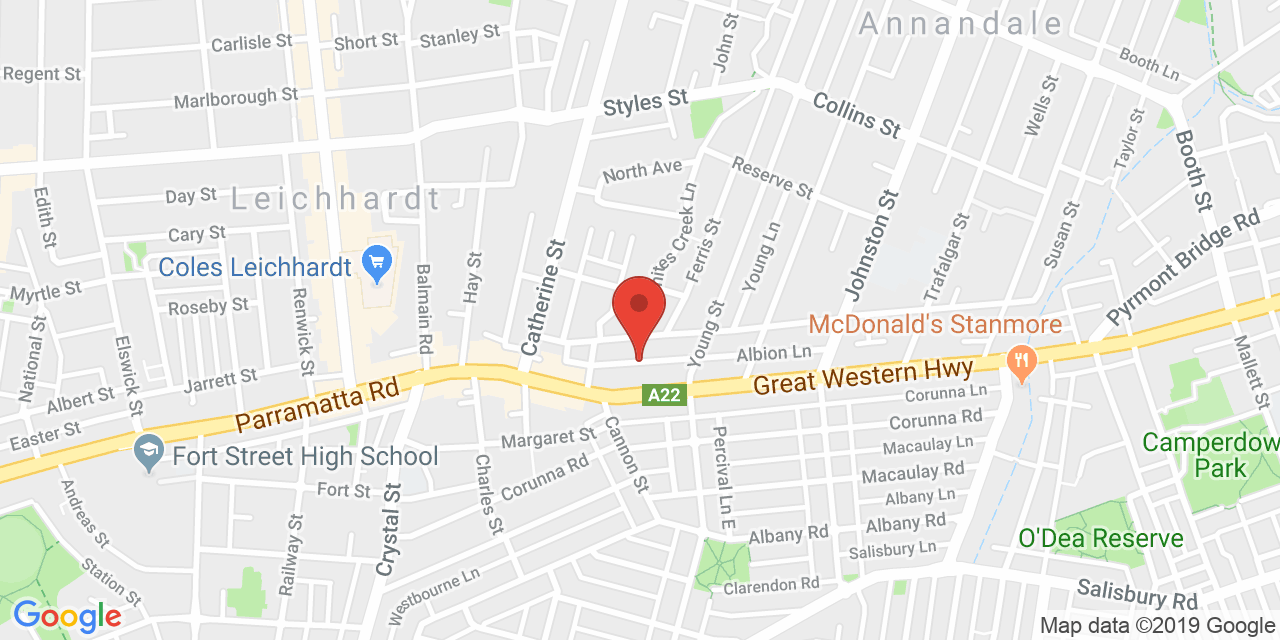 Annandale
John St
Stanley St
Short St
Carlisle St
Booth Ln
Regent St
Marlborough St
Styles St
Collins St
Wells St
Taylor St
Booth St
North Ave
Reserve St
Day St
Leichhardt
Edith St
Cary St
Johnston St
Trafalgar St
Susan St
Pyrmont Bridge Rd
Ferris St
Young Ln
Hay St
Catherine St
Coles Leichhardt
Balmain Rd
Myrtle St
Roseby St
Renwick St
National St
Elswick St
McDonald's Stanmore
Young St
Albion Ln
Mallett St
Jarrett St
Albert St
Parramatta Rd
A22
Great Western Hwy
Corunna Ln
Easter St
Corunna Rd
Margaret St
Cannon St
Macaulay Ln
Camperdow
Park
Fort Street High School
Percival Ln E
Macaulay Rd
Corunna Rd
Charles St
Fort St
Albany Ln
Andreas St
Crystal St
Albany Rd
Albany Rd
Railway St
O'Dea Reserve
Salisbury Ln
Station St
Westbourne Ln
Clarendon Rd
Salisbury Rd
Google
Map data ©2019 Google